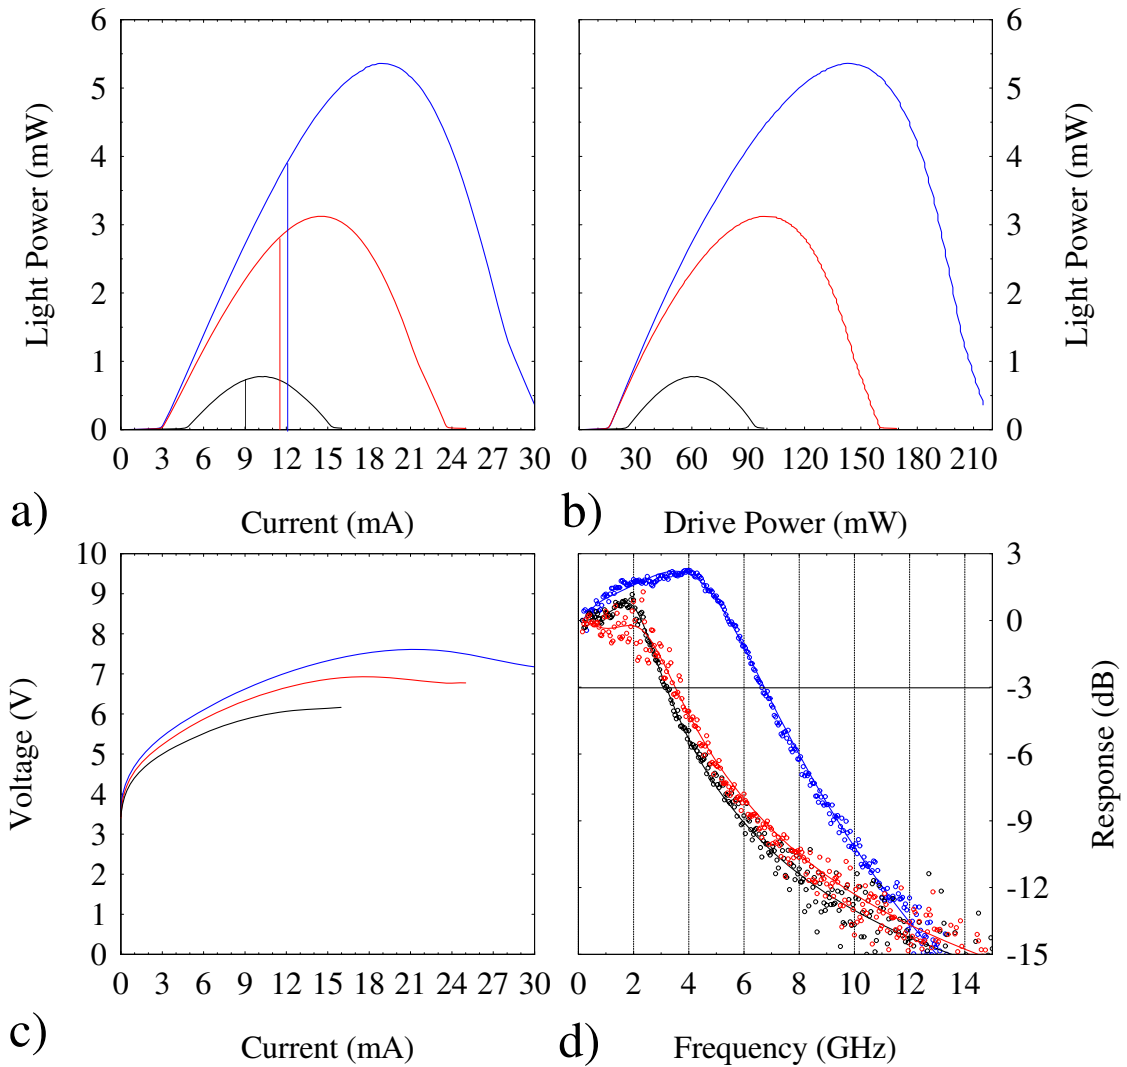 6
5
4
3
2
1
0
Light Power (mW)
0 3 6 9 12 15 18 21 24 27 30
a)
Current (mA)
6
5
4
3
2
1
0
Light Power (mW)
0 30 60 90 120 150 180 210
b)
Drive Power (mW)
10
9
8
7
6
5
4
3
2
1
0
Voltage (V)
0 3 6 9 12 15 18 21 24 27 30
c)
Current (mA)
3
0
-3
-6
-9
-12
-15
Response (dB)
0 2 4 6 8 10 12 14
d)
Frequency (GHz)